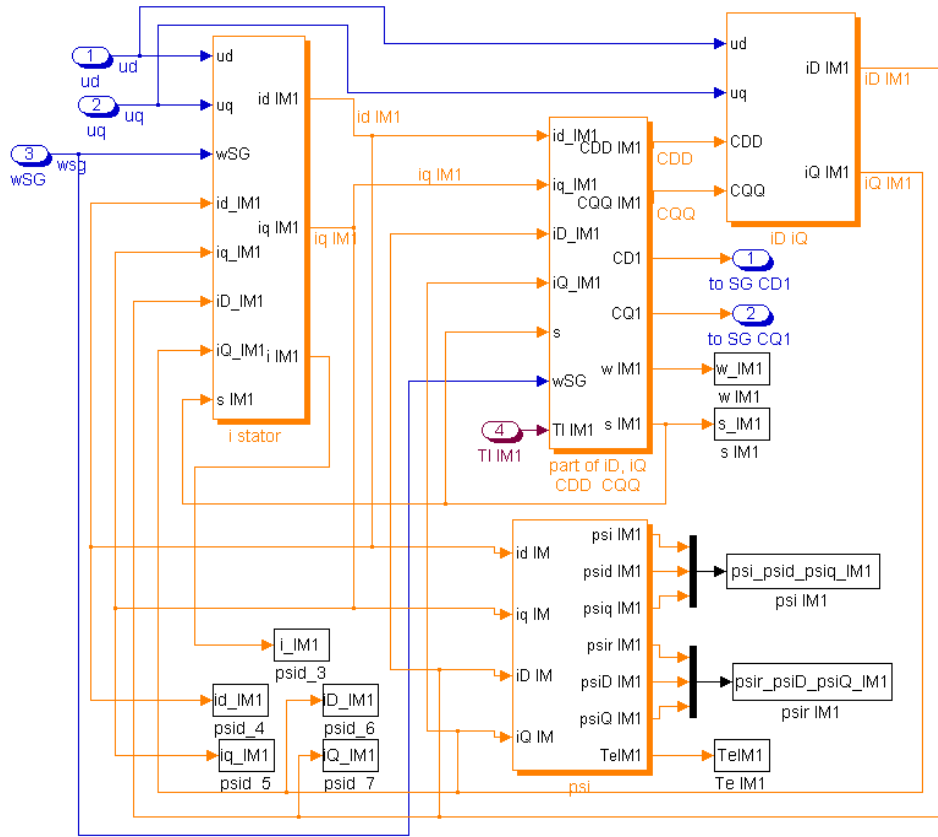 1
ud
ud
2
uq
uq
3
wSG
wsg
ud
uq
wSG
id_IM1
iq_IM1
iD_IM1
iQ_IM1
s IM1
id IM1
iq IM1
i IM1
i stator
id IM1
iq IM1
iq IM1
id_IM1
iq_IM1
iD_IM1
iQ_IM1
s
wSG
TI IM1
CDD IM1
CQQ IM1
CD1
CQ1
w IM1
s IM1
part of iD, iQ
CDD CQQ
4
TI IM1
CDD
CQQ
ud
uq
CDD
CQQ
iD IM1
iQ IM1
iD iQ
iD IM1
iQ IM1
1
to SG CD1
2
to SG CQ1
w_IM1
w IM1
s_IM1
s IM1
id IM
iq IM
iD IM
iQ IM
psi IM1
psid IM1
psiq IM1
psir IM1
psiD IM1
psiQ IM1
TeIM1
psi
psi_psid_psiq_IM1
psi IM1
psir_psiD_psiQ_IM1
psir IM1
TeIM1
Te IM1
i_IM1
psid_3
id_IM1
psid_4
iD_IM1
psid_6
iq_IM1
psid 5
iQ_IM1
psid 7